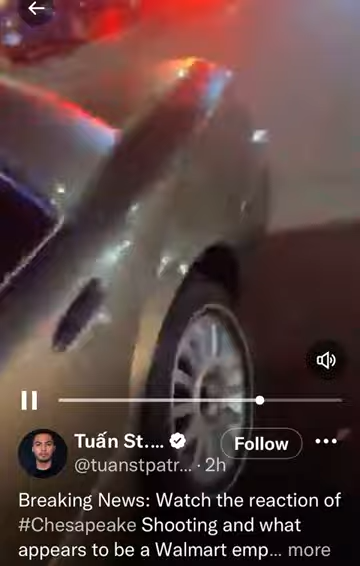 Tuấn St....
Follow
@tuanstpatr... · 2h
Breaking News: Watch the reaction of
#Chesapeake Shooting and what
appears to be a Walmart emp... more